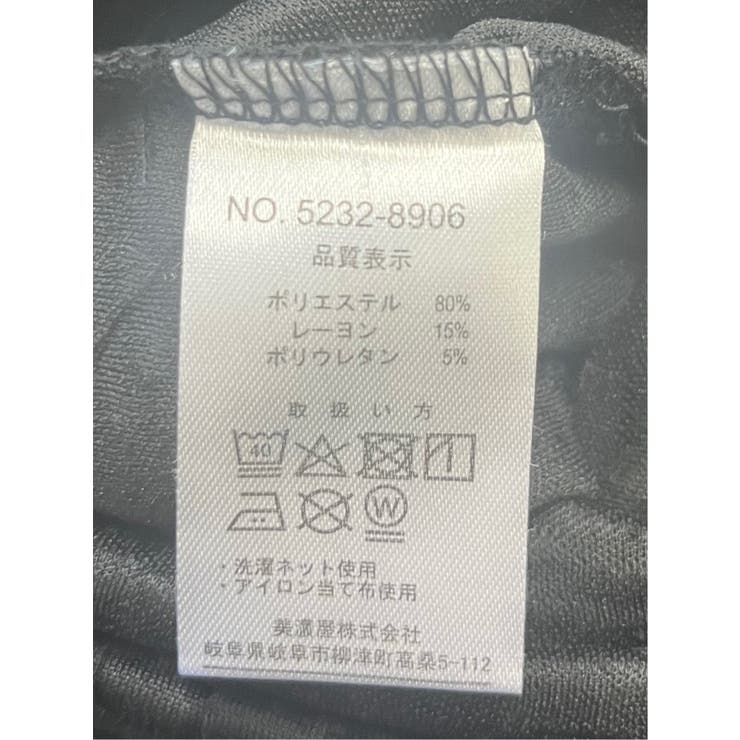 NO. 5232-8906
品質表示
ポリエステル 80%
レーヨン 15%
ポリウレタン 5%
取扱い方
40
W
・洗濯ネット使用
・アイロン当て布使用
美濃屋株式会社
岐阜県岐阜市柳津町高桑5-112